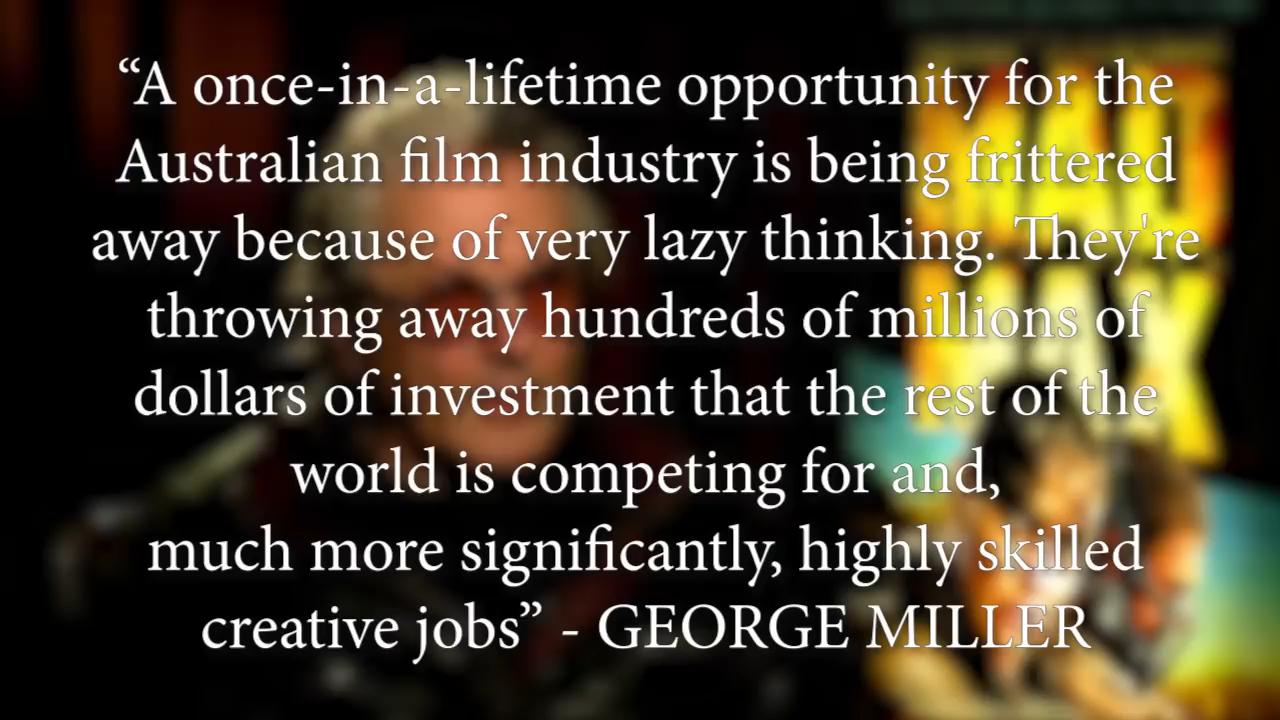 “A once-in-a-lifetime opportunity for the
Australian film industry is being frittered
away because of very lazy thinking. They're
throwing away hundreds of millions of
dollars of investment that the rest of the
world is competing for and,
much more significantly, highly skilled
creative jobs” - GEORGE MILLER
MAD
MAX